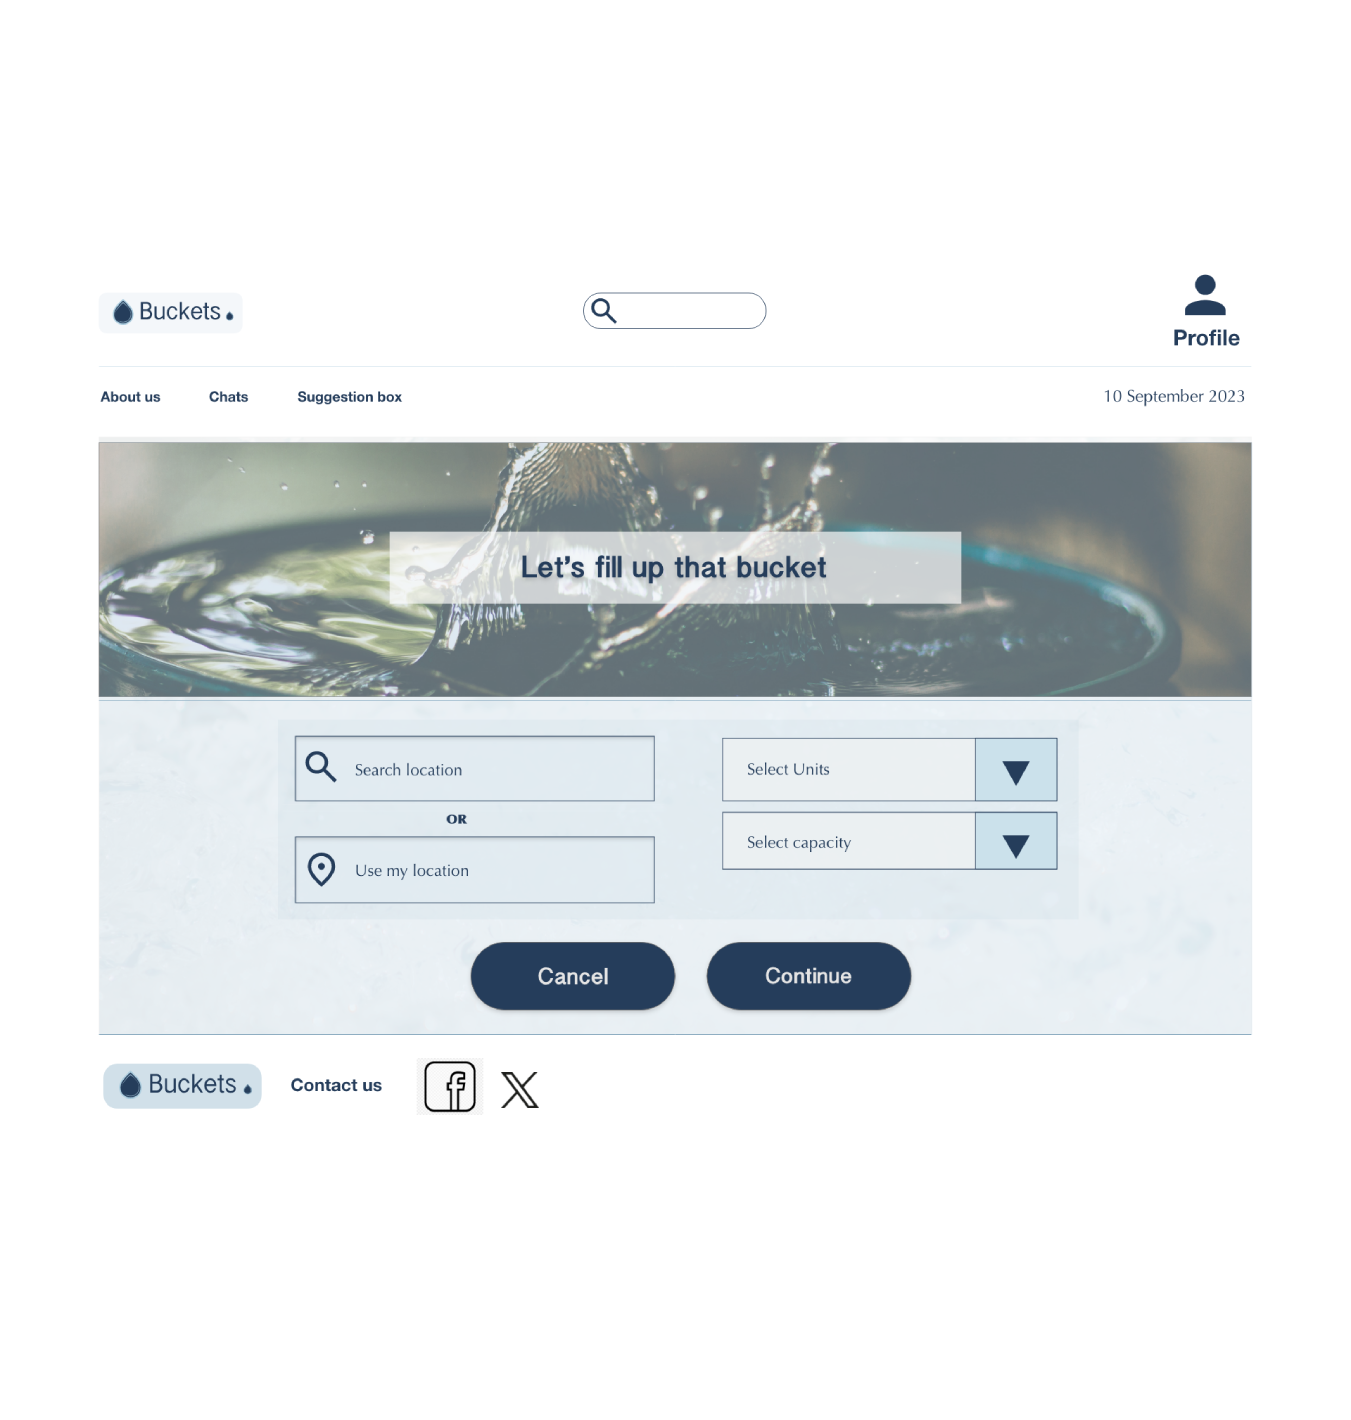 Buckets
Profile
About us
Chats
Suggestion box
10 September 2023
Let's fill up that bucket
Search location
Select Units
OR
Select capacity
Use my location
Cancel
Continue
Buckets
Contact us